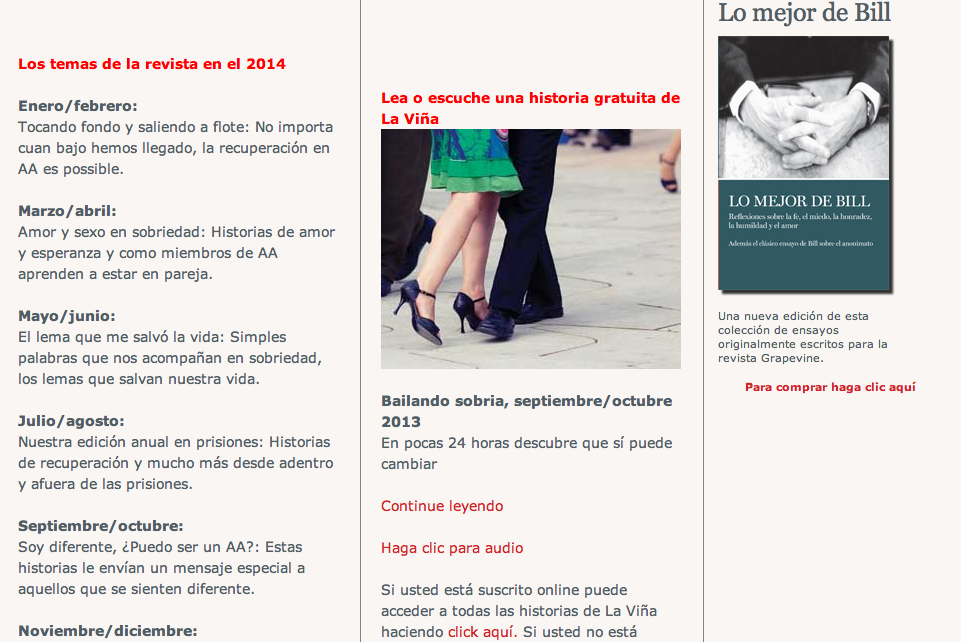 Los temas de la revista en el 2014
Enero/febrero:
Tocando fondo y saliendo a flote: No importa
cuan bajo hemos llegado, la recuperación en
AA es possible.
Marzo/abril:
Amor y sexo en sobriedad: Historias de amor
y esperanza y como miembros de AA
aprenden a estar en pareja.
Mayo/junio:
El lema que me salvó la vida: Simples
palabras que nos acompañan en sobriedad,
los lemas que salvan nuestra vida.
Julio/agosto:
Nuestra edición anual en prisiones: Historias
de recuperación y mucho más desde adentro
y afuera de las prisiones.
Septiembre/octubre:
Soy diferente, ¿Puedo ser un AA?: Estas
historias le envían un mensaje especial a
aquellos que se sienten diferente.
Noviembre/diciembre:
Lea o escuche una historia gratuita de
La Viña
Bailando sobria, septiembre/octubre
2013
En pocas 24 horas descubre que sí puede
cambiar
Continue leyendo
Haga clic para audio
Si usted está suscrito online puede
acceder a todas las historias de La Viña
haciendo click aquí. Si usted no está
Lo mejor de Bill
LO MEJOR DE BILL
Reflexiones sobre la fe, el miedo, la honradez,
la humildad y el amor
Además el clásico ensayo de Bill sobre el anonimato
Una nueva edición de esta
colección de ensayos
originalmente escritos para la
revista Grapevine.
Para comprar haga clic aquí